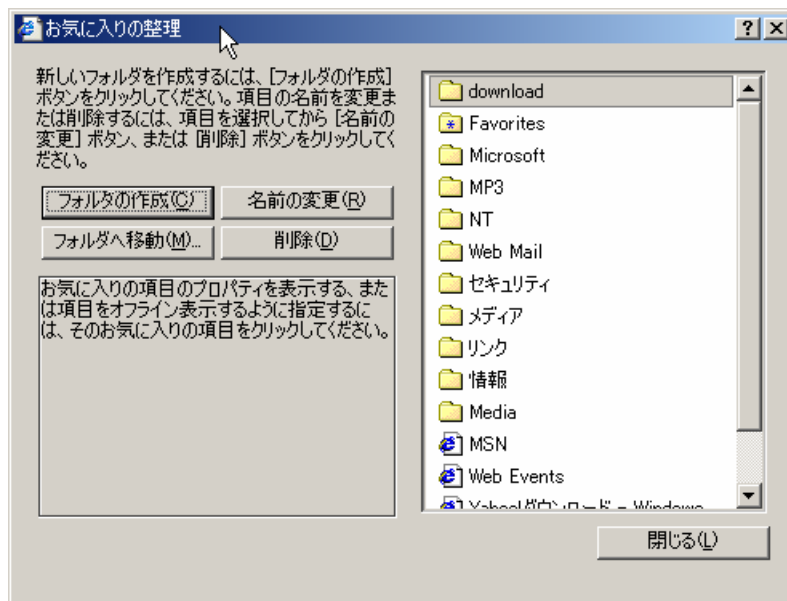 お気に入りの整理
新しいフォルダを作成するには、[フォルダの作成]
ボタンをクリックしてください。項目の名前を変更ま
たは削除するには、項目を選択してから [名前の
変更] ボタン、または [削除] ボタンをクリックしてく
ださい。
フォルダの作成(C)
名前の変更(R)
フォルダへ移動(M)...
削除(D)
お気に入りの項目のプロパティを表示する、また
は項目をオフライン表示するように指定するに
は、そのお気に入りの項目をクリックしてください。
download
Favorites
Microsoft
MP3
NT
Web Mail
セキュリティ
メディア
リンク
情報
Media
MSN
Web Events
Yahoo!ダウンロード - Windows
閉じる(L)